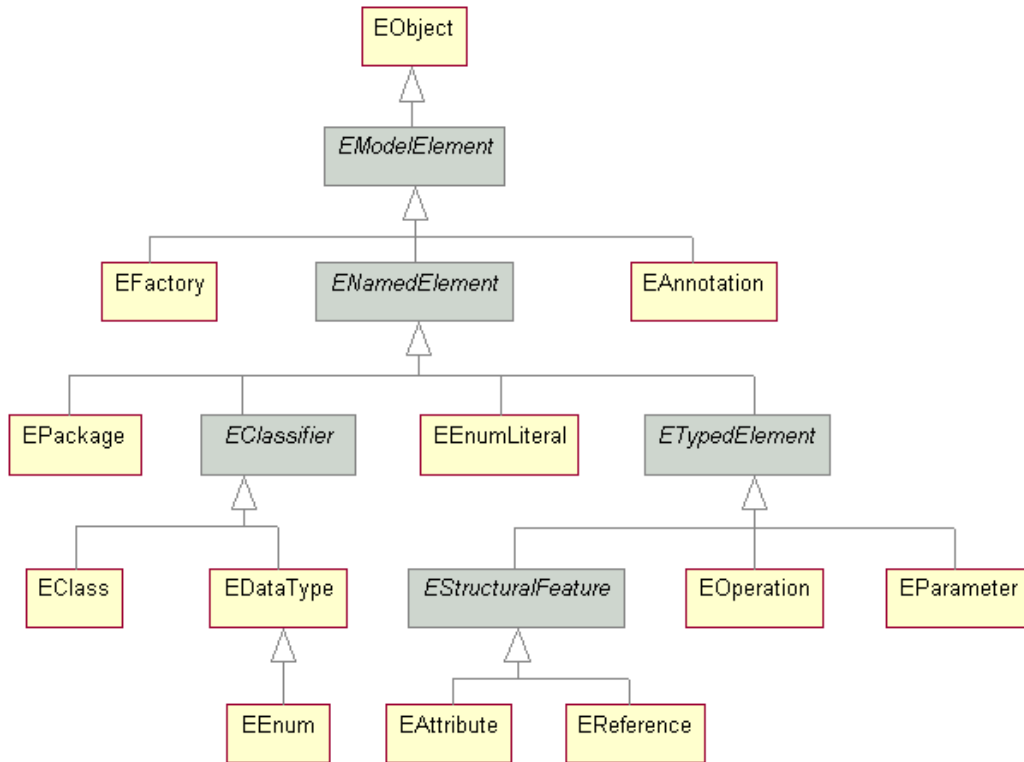 EObject
EModelElement
EFactory
ENamedElement
EAnnotation
EPackage
EClassifier
EEnumLiteral
ETypedElement
EClass
EDataType
EStructuralFeature
EOperation
EParameter
EEnum
EAttribute
EReference